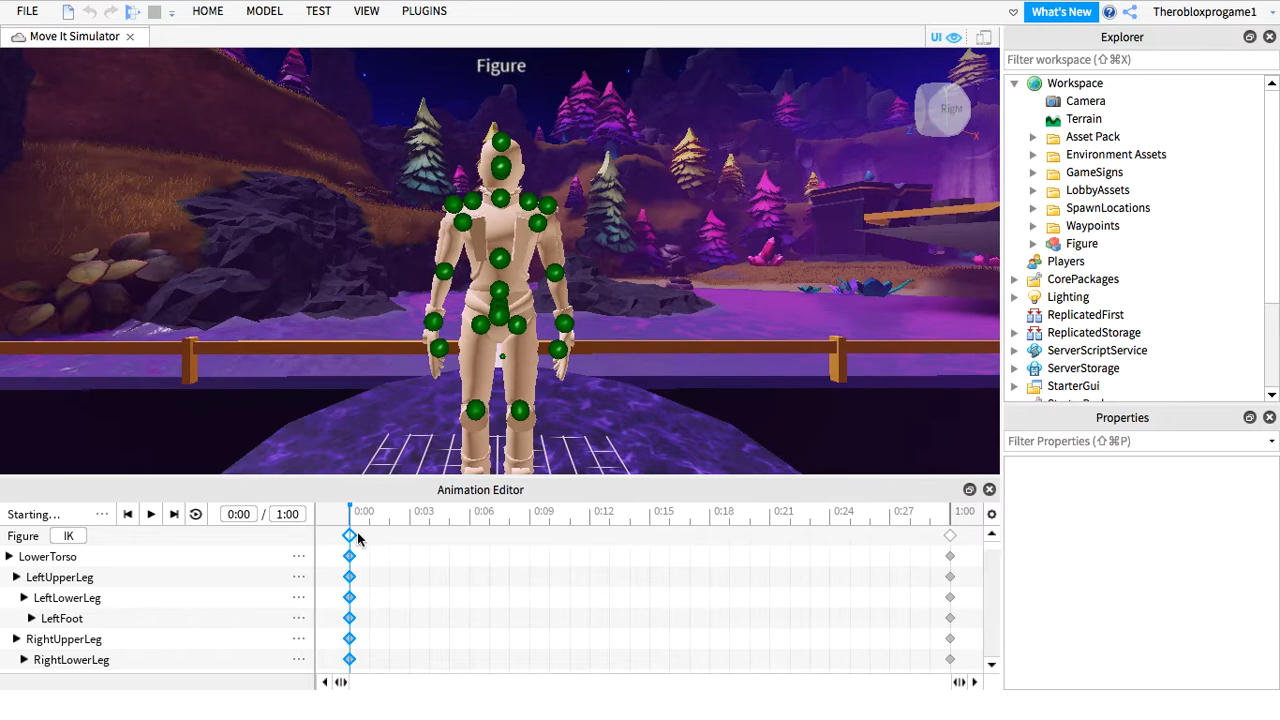 FILE HOME MODEL TEST VIEW PLUGINS What's New Therobloxprogame1
Move It Simulator UI
Figure
Right
Explorer
Filter workspace (⇧⌘X)
Workspace
Camera
Terrain
Asset Pack
Environment Assets
GameSigns
LobbyAssets
SpawnLocations
Waypoints
Figure
Players
CorePackages
Lighting
ReplicatedFirst
ReplicatedStorage
ServerScriptService
ServerStorage
StarterGui
Properties
Filter Properties (⇧⌘P)
Animation Editor
Starting... 0:00 / 1:00 0:00 0:03 0:06 0:09 0:12 0:15 0:18 0:21 0:24 0:27 1:00
Figure IK
LowerTorso
LeftUpperLeg
LeftLowerLeg
LeftFoot
RightUpperLeg
RightLowerLeg